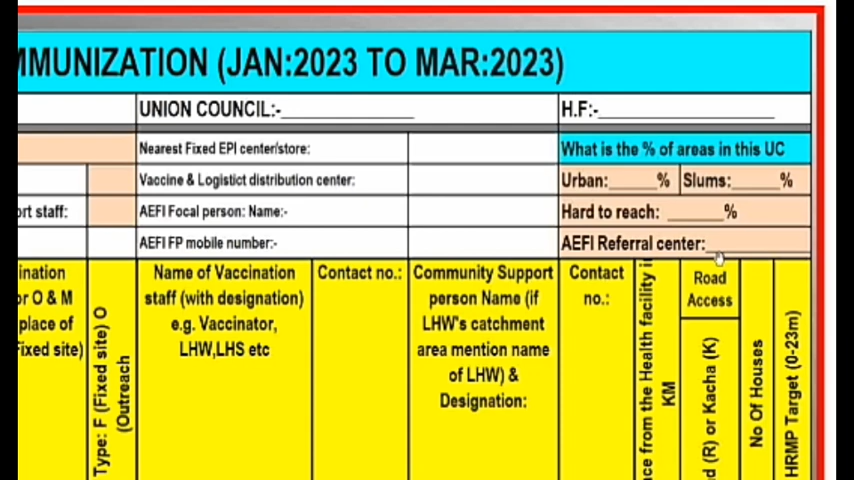 MMUNIZATION (JAN:2023 TO MAR:2023)
UNION COUNCIL:-
H.F:-
Nearest Fixed EPI center/store:
What is the % of areas in this UC
Vaccine & Logistict distribution center:
Urban:______% Slums:______%
ort staff:
AEFI Focal person: Name:-
Hard to reach: ______%
AEFI FP mobile number:-
AEFI Referral center:
ination
or O & M
place of
Fixed site)
Type: F (Fixed site) O
(Outreach
Name of Vaccination
staff (with designation)
e.g. Vaccinator,
LHW,LHS etc
Contact no.:
Community Support
person Name (if
LHW's catchment
area mention name
of LHW) &
Designation:
Contact
no.:
ce from the Health facility i
KM
Road
Access
d (R) or Kacha (K)
No Of Houses
HRMP Target (0-23m)